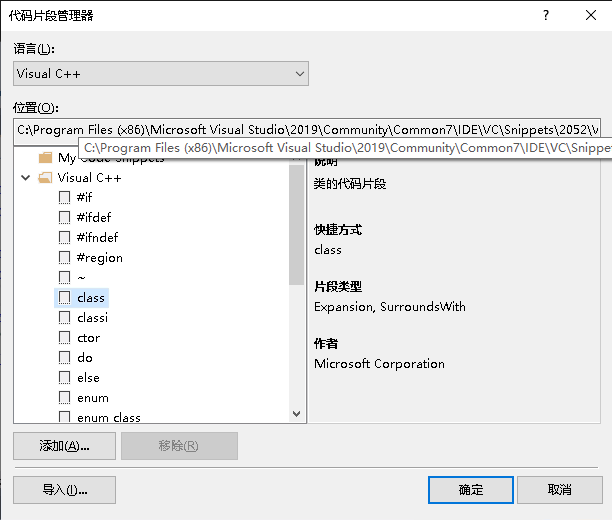 代码片段管理器
语言(L):
Visual C++
位置(O):
C:\Program Files (x86)\Microsoft Visual Studio\2019\Community\Common7\IDE\VC\Snippets\2052\V
C:\Program Files (x86)\Microsoft Visual Studio\2019\Community\Common7\IDE\VC\Snippe
My Code Snippets
Visual C++
#if
#ifdef
#ifndef
#region
~
class
classi
ctor
do
else
enum
enum class
说明
类的代码片段
快捷方式
class
片段类型
Expansion, SurroundsWith
作者
Microsoft Corporation
添加(A)...
移除(R)
导入(I)...
确定
取消